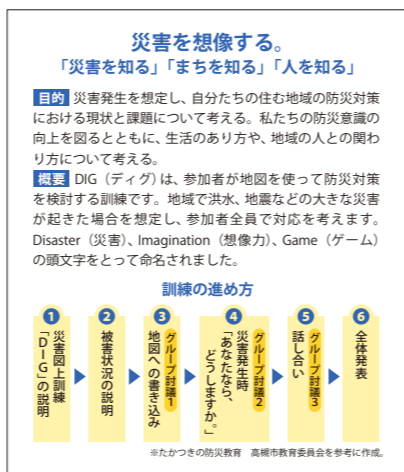 災害を想像する。
「災害を知る」「まちを知る」「人を知る」
目的 災害発生を想定し、自分たちの住む地域の防災対策
における現状と課題について考える。私たちの防災意識の
向上を図るとともに、生活のあり方や、地域の人との関わ
り方について考える。
概要 DIG（ディグ）は、参加者が地図を使って防災対策
を検討する訓練です。地域で洪水、地震などの大きな災害
が起きた場合を想定し、参加者全員で対応を考えます。
Disaster（災害）、Imagination（想像力）、Game（ゲーム）
の頭文字をとって命名されました。
訓練の進め方
1
災害図上訓練
「DIG」の説明
2
被害状況の説明
3
グループ討議1
地図への書き込み
4
グループ討議2
災害発生時
「あなたなら、
どうしますか。」
5
グループ討議3
話し合い
6
全体発表
※たかつきの防災教育　高槻市教育委員会を参考に作成。